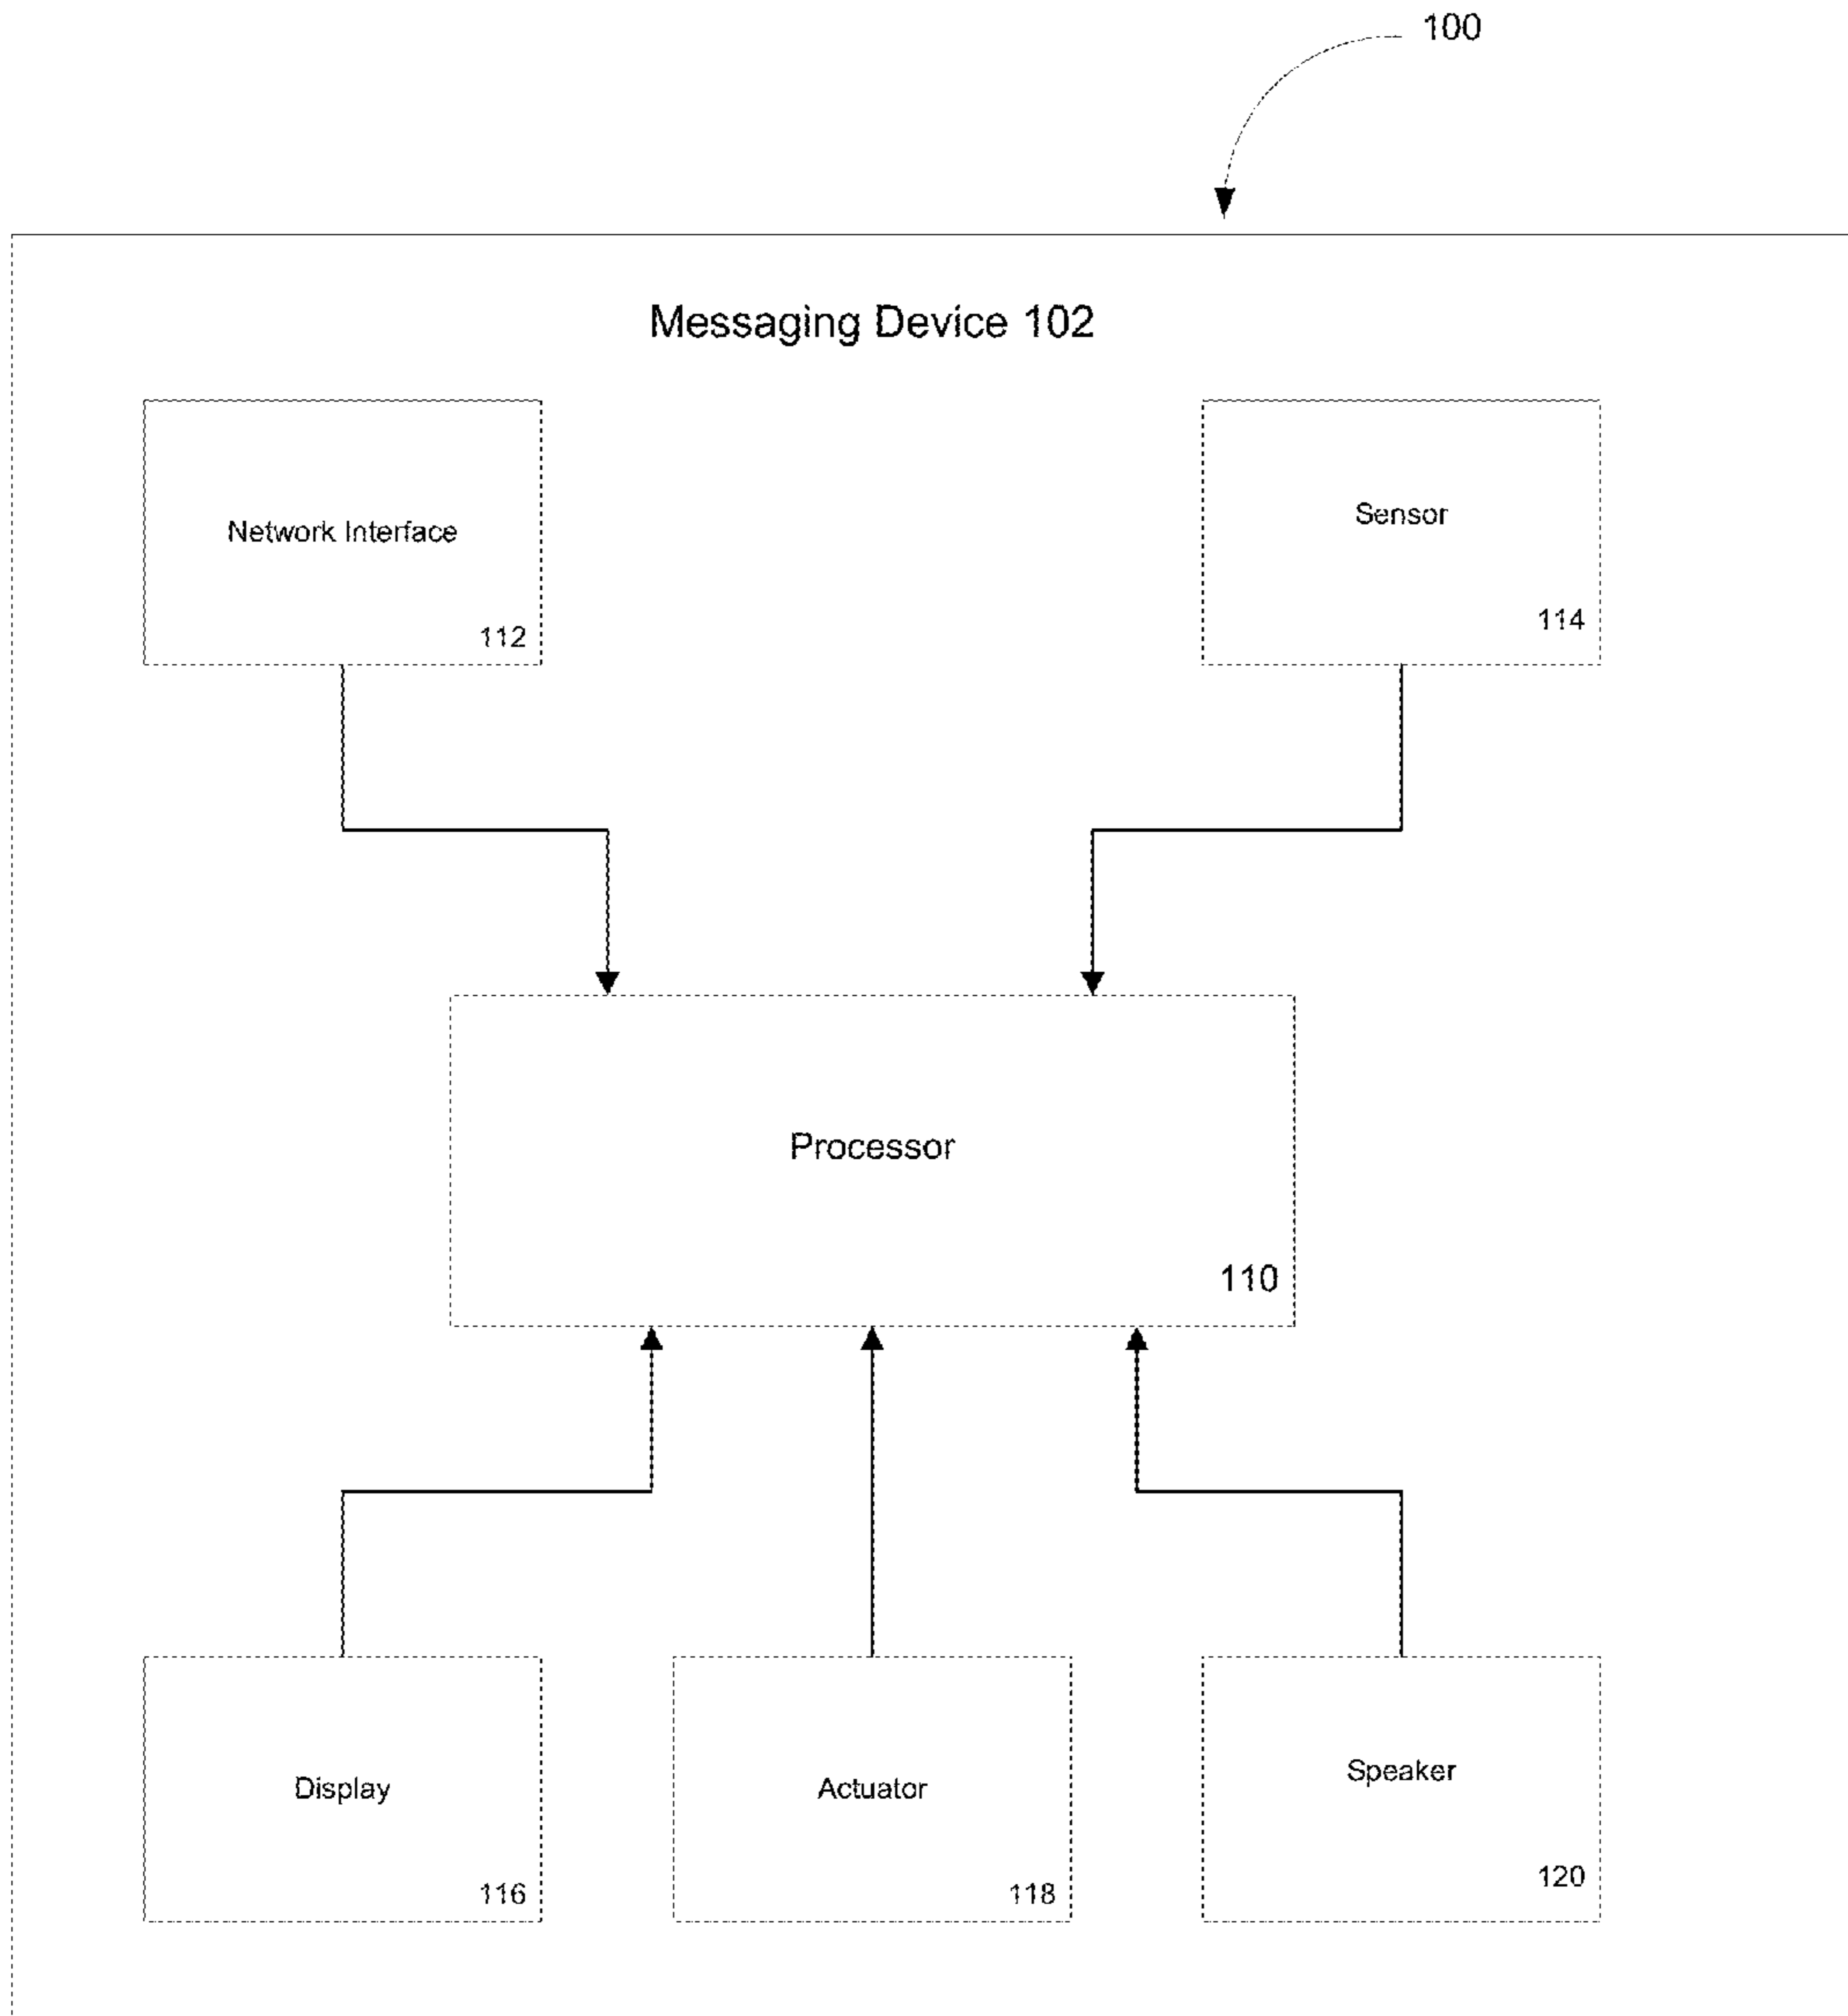 100
Messaging Device 102
Network Interface
112
Sensor
114
Processor
110
Display
116
Actuator
118
Speaker
120